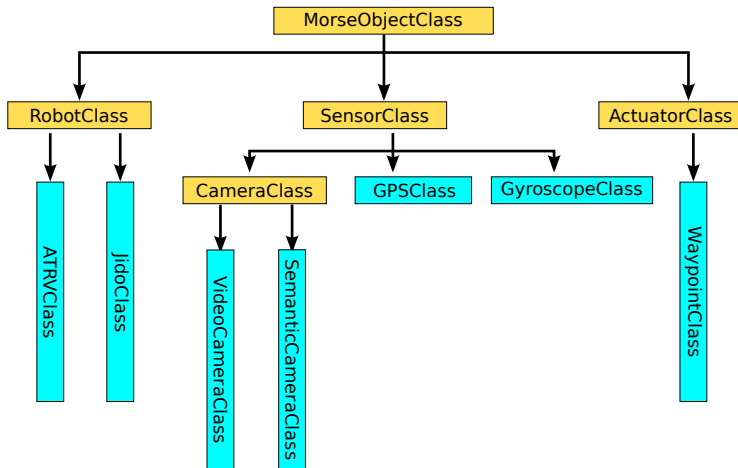 MorseObjectClass
RobotClass
SensorClass
ActuatorClass
CameraClass
GPSClass
GyroscopeClass
ATRVClass
JidoClass
VideoCameraClass
SemanticCameraClass
WaypointClass